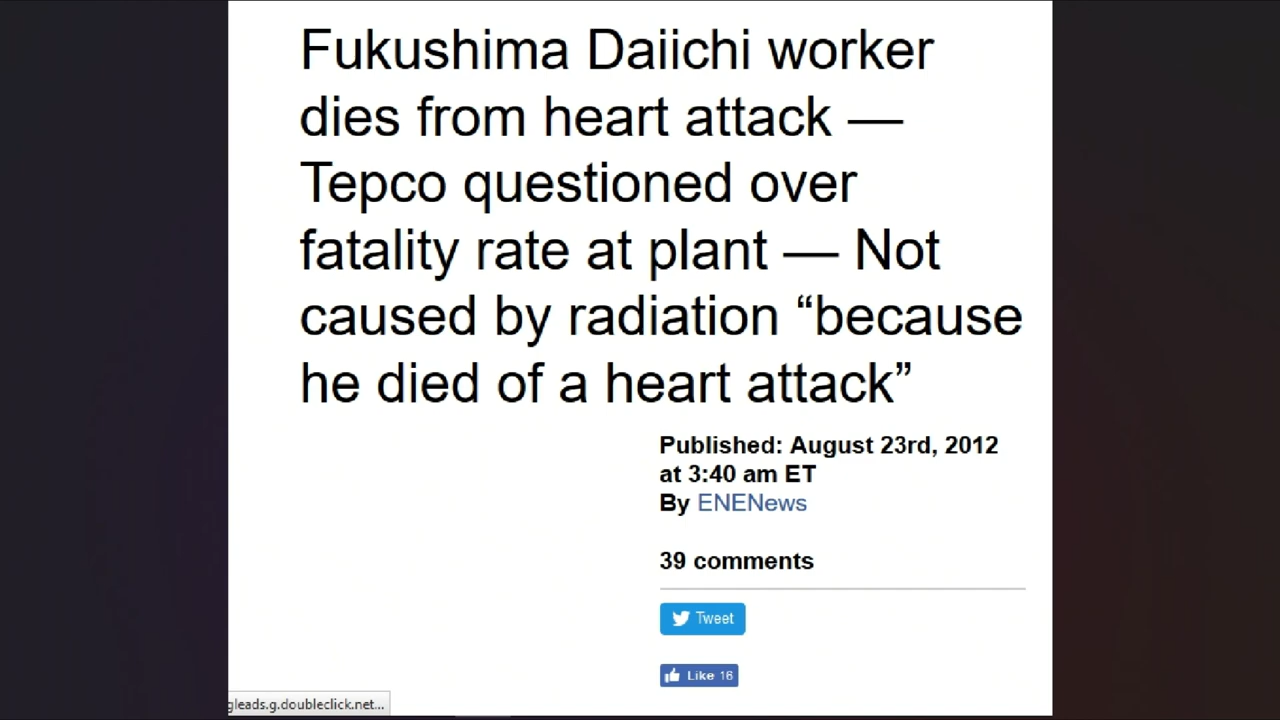 Fukushima Daiichi worker
dies from heart attack —
Tepco questioned over
fatality rate at plant — Not
caused by radiation “because
he died of a heart attack”
Published: August 23rd, 2012
at 3:40 am ET
By ENENews
39 comments
Tweet
Like 16
gleads.g.doubleclick.net...